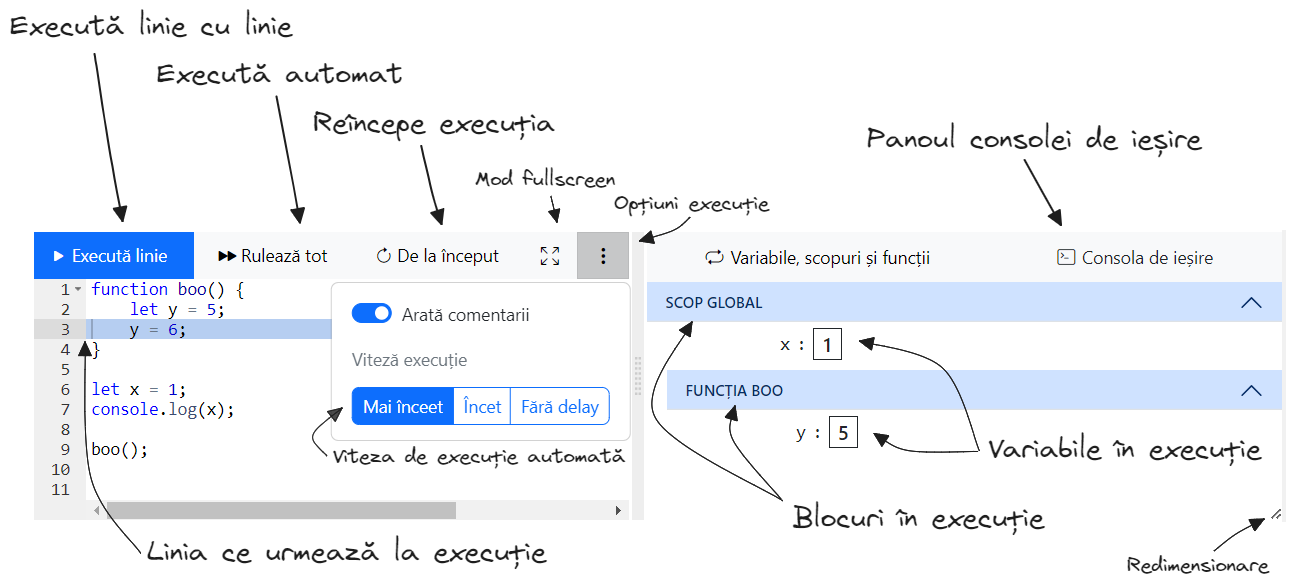 Execută linie cu linie
Execută automat
Reîncepe execuția
Mod fullscreen
Opțiuni execuție
Panoul consolei de ieșire
Execută linie
Rulează tot
De la început
Variabile, scopuri și funcții
Consola de ieșire
1 function boo() {
2 let y = 5;
3 y = 6;
4 }
5
6 let x = 1;
7 console.log(x);
8
9 boo();
10
11
Arată comentarii
Viteză execuție
Mai înceet Încet Fără delay
Viteza de execuție automată
Linia ce urmează la execuție
SCOP GLOBAL
x : 1
FUNCȚIA BOO
y : 5
Variabile în execuție
Blocuri în execuție
Redimensionare